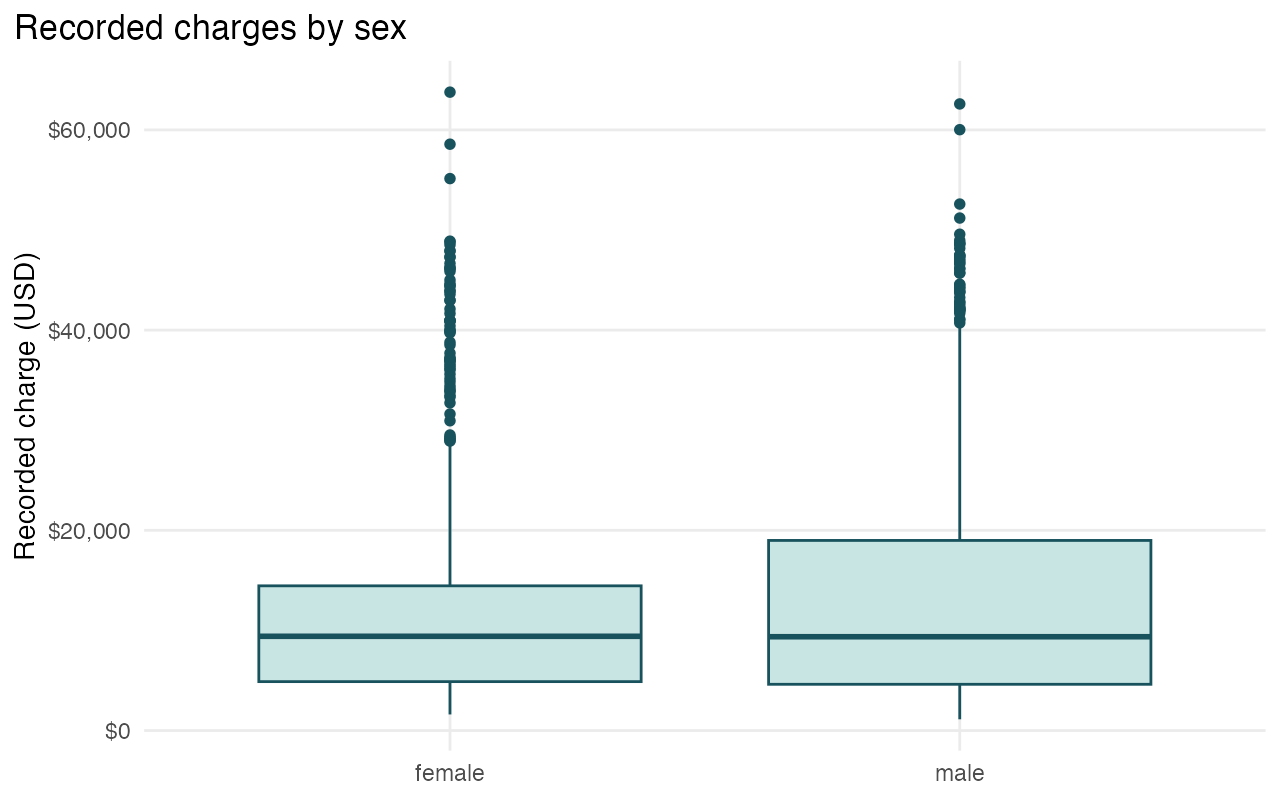 Recorded charges by sex
Recorded charge (USD)
$60,000
$40,000
$20,000
$0
female
male